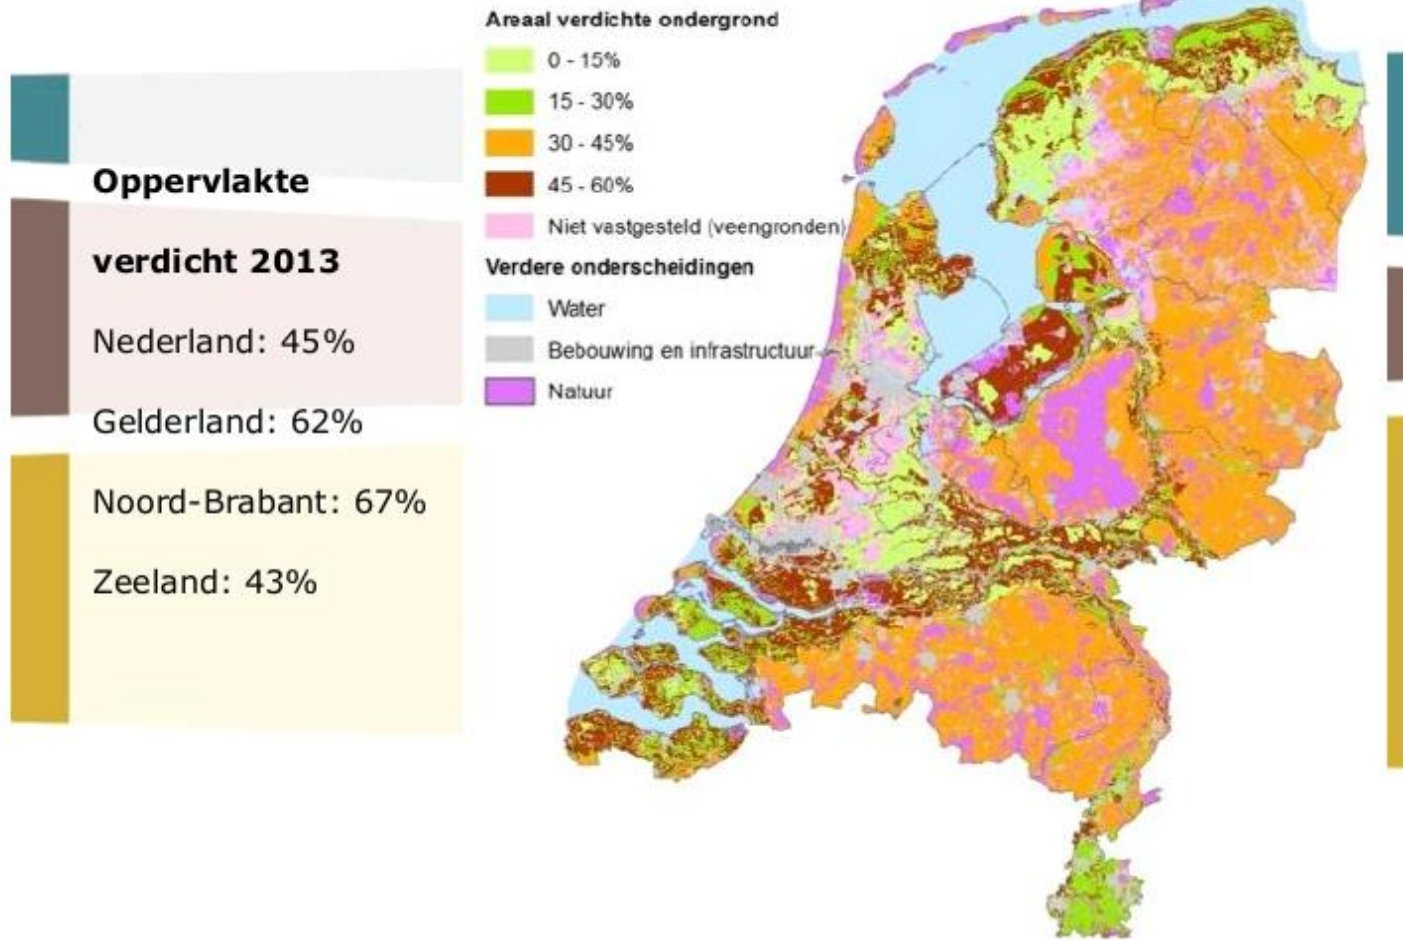 Oppervlakte
verdicht 2013
Nederland: 45%
Gelderland: 62%
Noord-Brabant: 67%
Zeeland: 43%
Areaal verdichte ondergrond
0 - 15%
15 - 30%
30 - 45%
45 - 60%
Niet vastgesteld (veengronden)
Verdere onderscheidingen
Water
Bebouwing en infrastructuur
Natuur